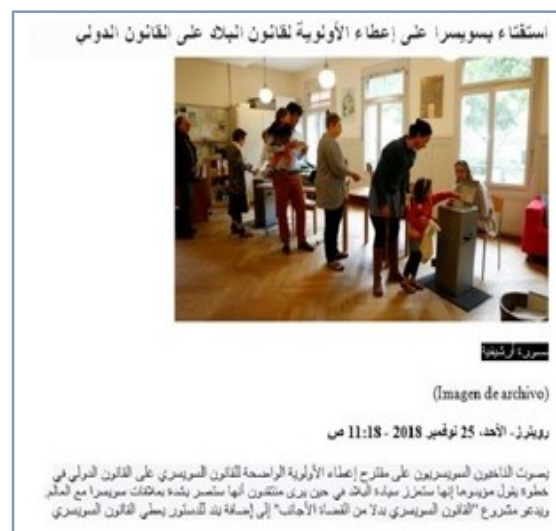 استفتاء بسويسرا على إعطاء الأولوية لقانون البلاد على القانون الدولي
صورة أرشيفية
(Imagen de archivo)
رويترز- الأحد، 25 نوفمبر 2018 - 11:18 ص
يصوت الناخبون السويسريون على مقترح إعطاء الأولوية الواضحة للقانون السويسري على القانون الدولي في
خطوة يقول مؤيدوها إنها ستعزز سيادة البلاد في حين يرى منتقدون أنها ستضر بشدة بعلاقات سويسرا مع العالم.
ويدعو مشروع "القانون السويسري بدلا من القضاة الأجانب" إلى إضافة بند للدستور يعطي القانون السويسري